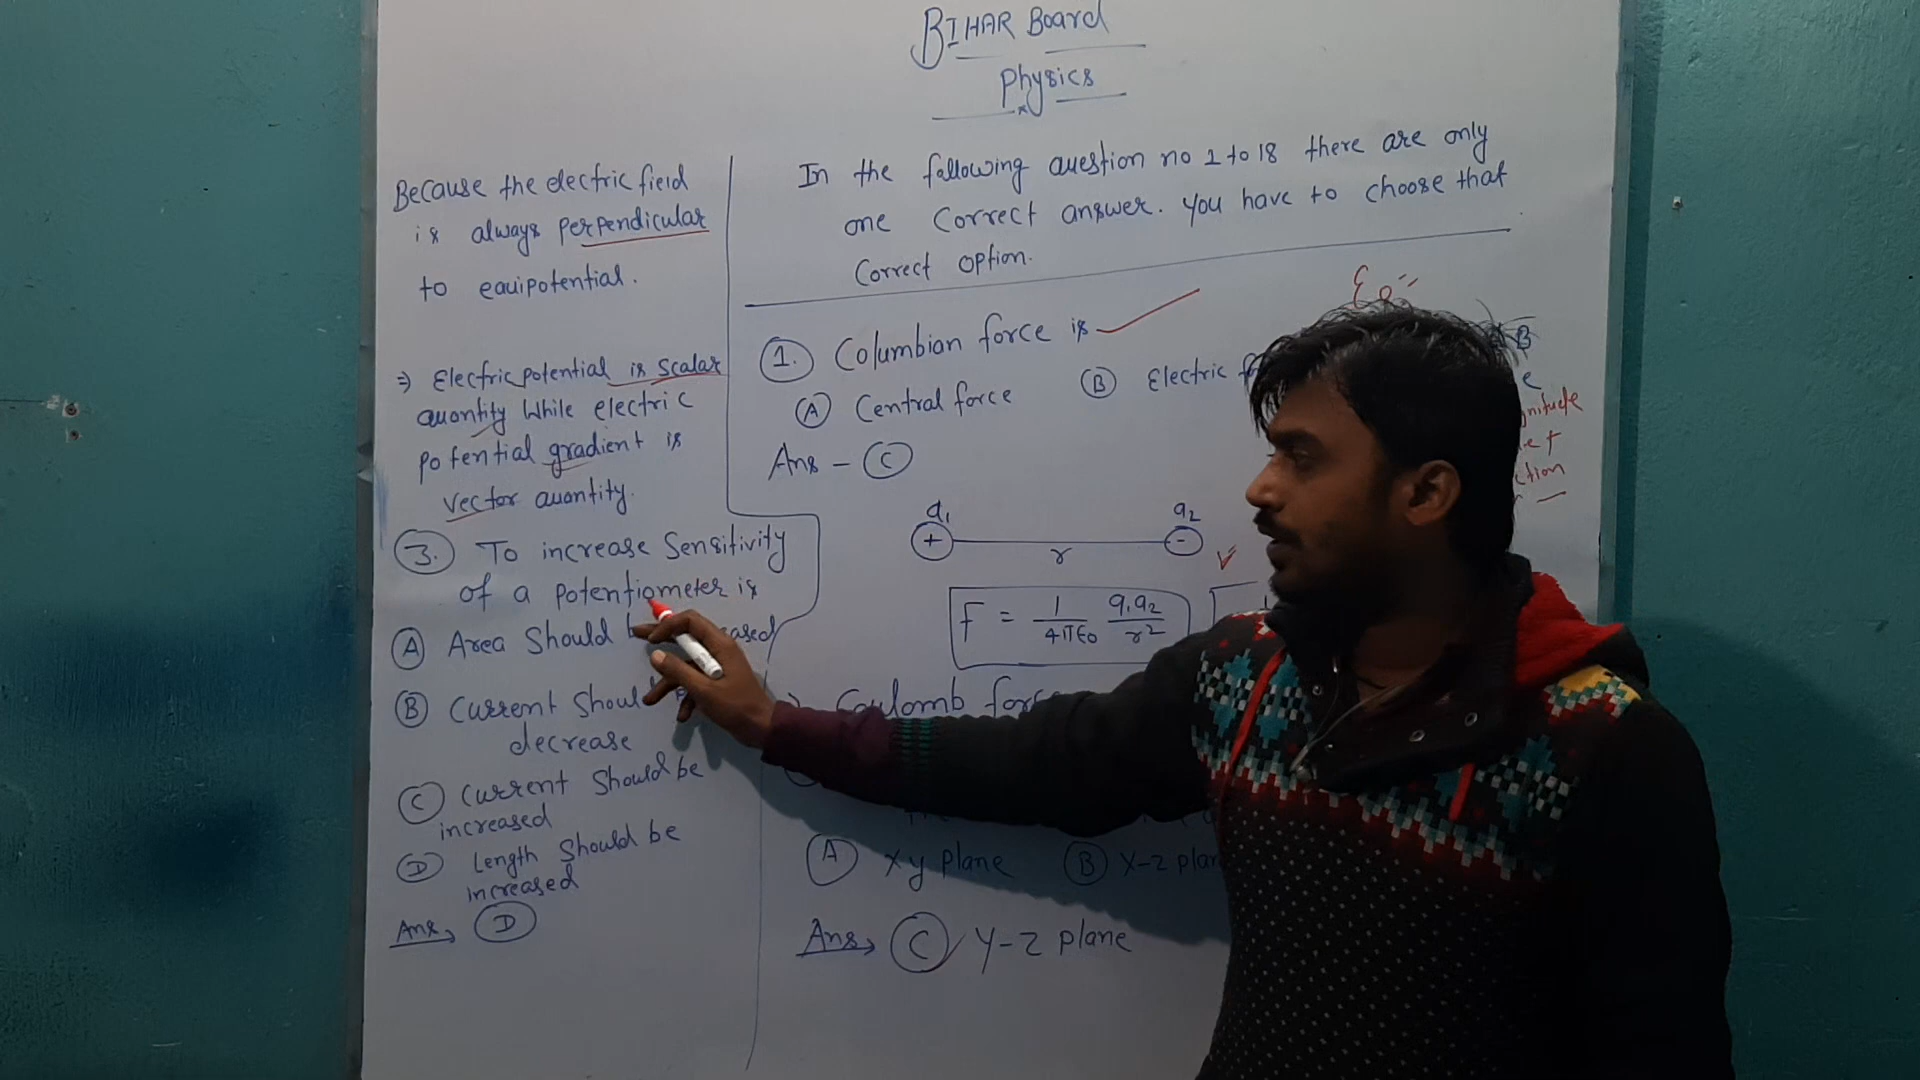 BIHAR Board
Physics
In the following question no 1 to 18 there are only
one correct answer. You have to choose that
Correct option.
Because the electric field
is always perpendicular
to equipotential.
⇒ Electric potential is scalar
quantity While electric
potential gradient is
vector quantity.
3. To increase Sensitivity
of a potentiometer is
A Area Should
B Current Should
decrease
C Current Should be
increased
D Length Should be
increased
Ans, D
1. Columbian force is
A Central force B Electric
Ans - C
q1 q2
+ r -
F = 1/4πε0 q1q2/r2
Coulomb
A xy plane B X-z
Ans, C Y-Z plane